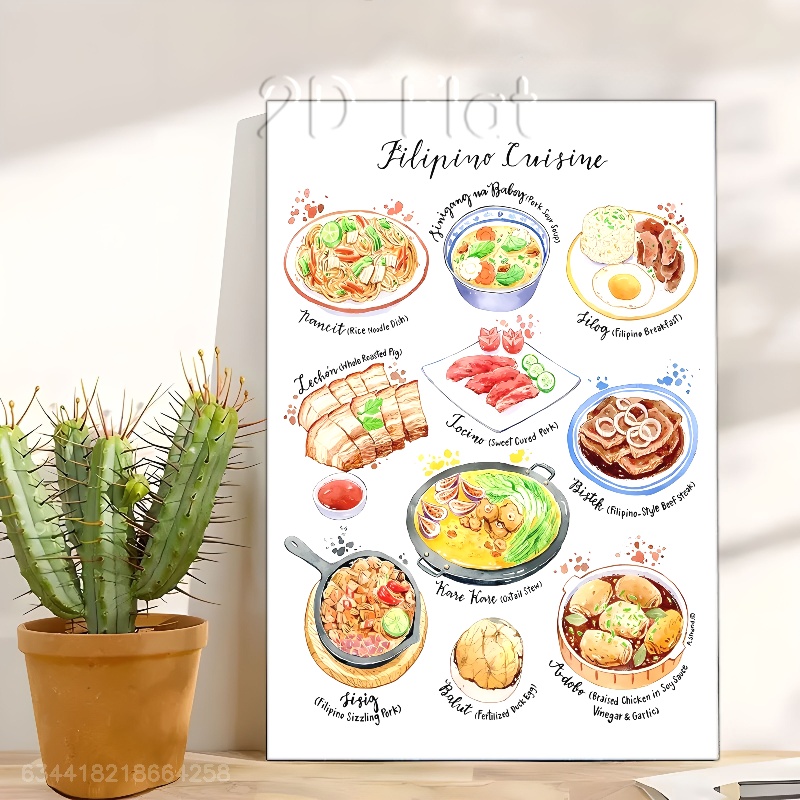 2D Flat
Filipino Cuisine
Sinigang na Baboy (Pork Sour Soup)
Pancit (Rice Noodle Dish)
Silog (Filipino Breakfast)
Lechon (Whole Roasted Pig)
Tocino (Sweet Cured Pork)
Bistek (Filipino-Style Beef Steak)
Kare Kare (Oxtail Stew)
Sisig
(Filipino Sizzling Pork)
Balut (Fertilized Duck Egg)
Adobo (Braised Chicken in Soy Sauce
Vinegar & Garlic)
634418218664258